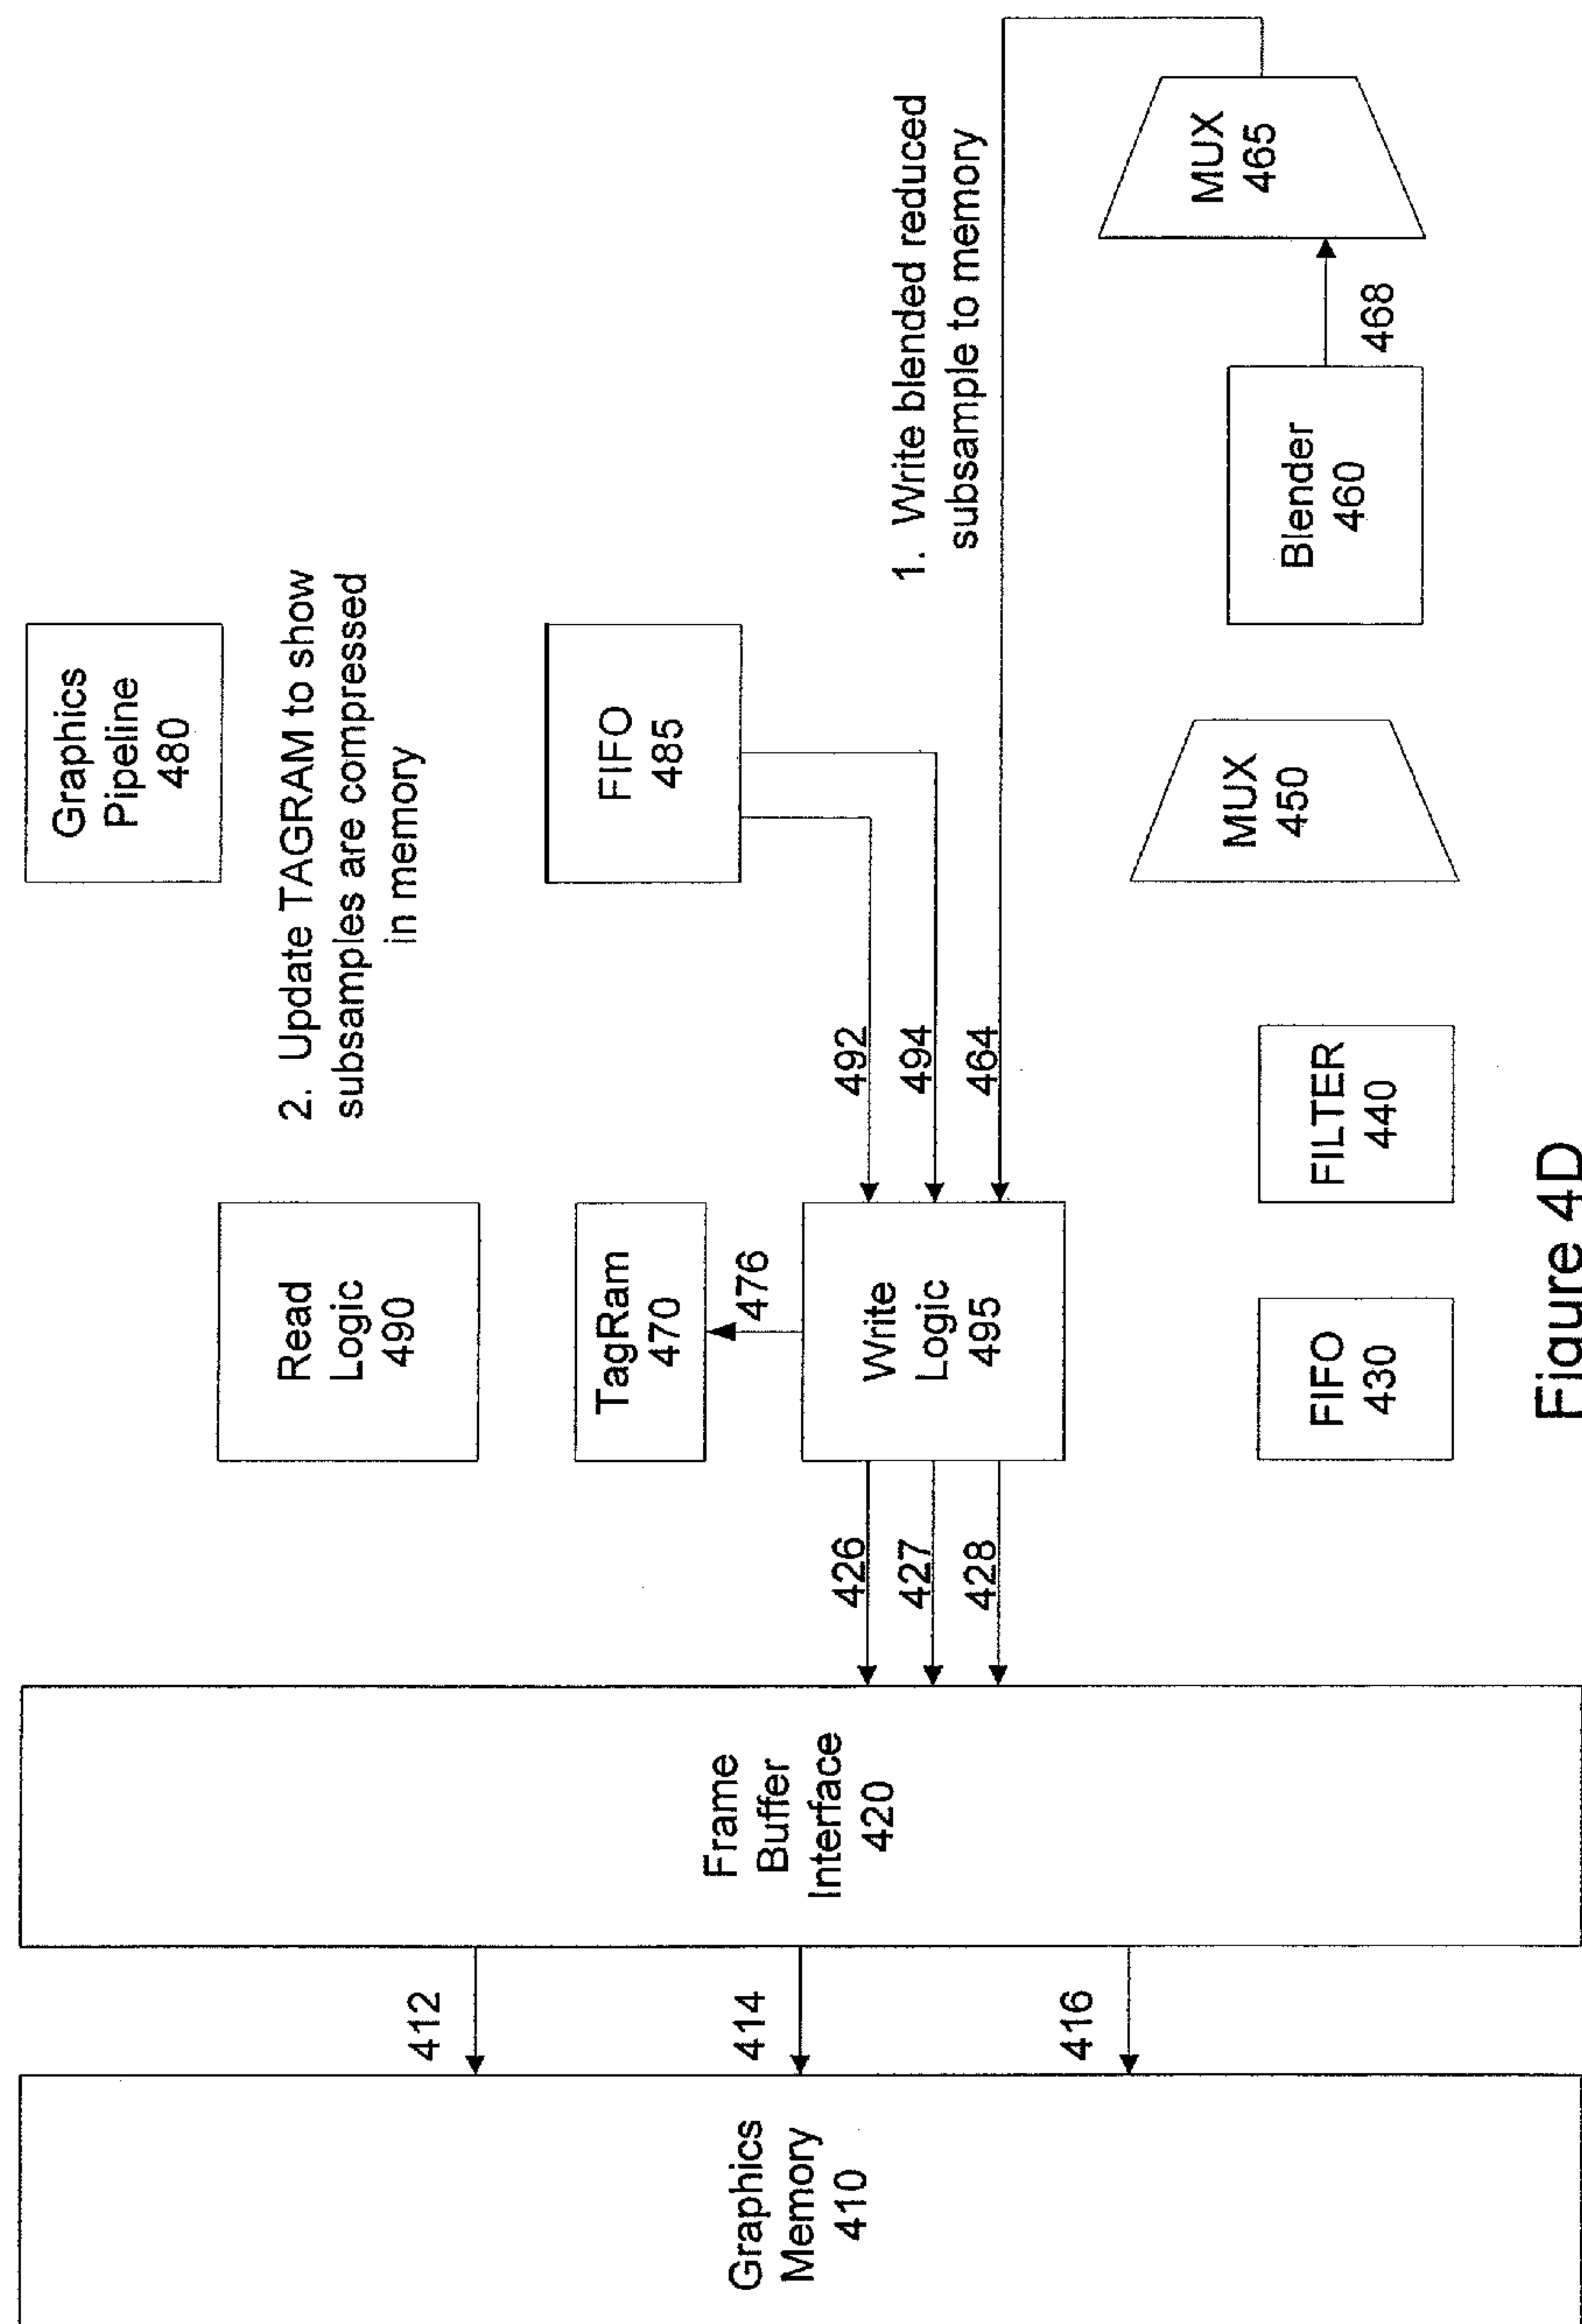 Graphics
Memory
410
412
414
416
Frame
Buffer
Interface
420
426
427
428
Read
Logic
490
TagRam
470
476
Write
Logic
495
492
494
464
FIFO
430
FILTER
440
Graphics
Pipeline
480
2. Update TAGRAM to show
subsamples are compressed
in memory
FIFO
485
MUX
450
1. Write blended reduced
subsample to memory
Blender
460
468
MUX
465
Figure 4D